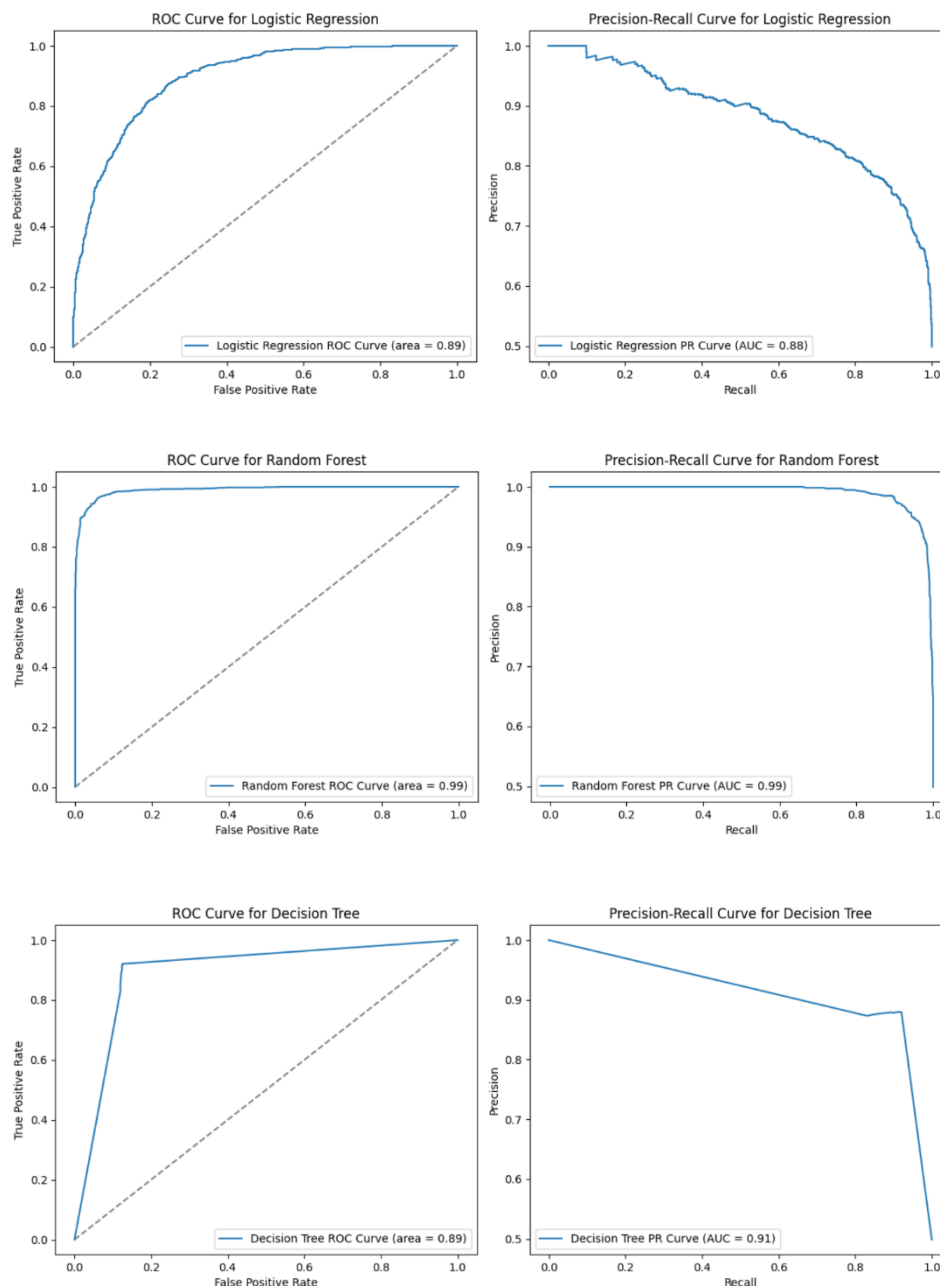 ROC Curve for Logistic Regression
1.0
0.8
0.6
0.4
0.2
0.0
True Positive Rate
Logistic Regression ROC Curve (area = 0.89)
0.0 0.2 0.4 0.6 0.8 1.0
False Positive Rate
Precision-Recall Curve for Logistic Regression
1.0
0.9
0.8
0.7
0.6
0.5
Precision
Logistic Regression PR Curve (AUC = 0.88)
0.0 0.2 0.4 0.6 0.8 1.0
Recall
ROC Curve for Random Forest
1.0
0.8
0.6
0.4
0.2
0.0
True Positive Rate
Random Forest ROC Curve (area = 0.99)
0.0 0.2 0.4 0.6 0.8 1.0
False Positive Rate
Precision-Recall Curve for Random Forest
1.0
0.9
0.8
0.7
0.6
0.5
Precision
Random Forest PR Curve (AUC = 0.99)
0.0 0.2 0.4 0.6 0.8 1.0
Recall
ROC Curve for Decision Tree
1.0
0.8
0.6
0.4
0.2
0.0
True Positive Rate
Decision Tree ROC Curve (area = 0.89)
0.0 0.2 0.4 0.6 0.8 1.0
False Positive Rate
Precision-Recall Curve for Decision Tree
1.0
0.9
0.8
0.7
0.6
0.5
Precision
Decision Tree PR Curve (AUC = 0.91)
0.0 0.2 0.4 0.6 0.8 1.0
Recall